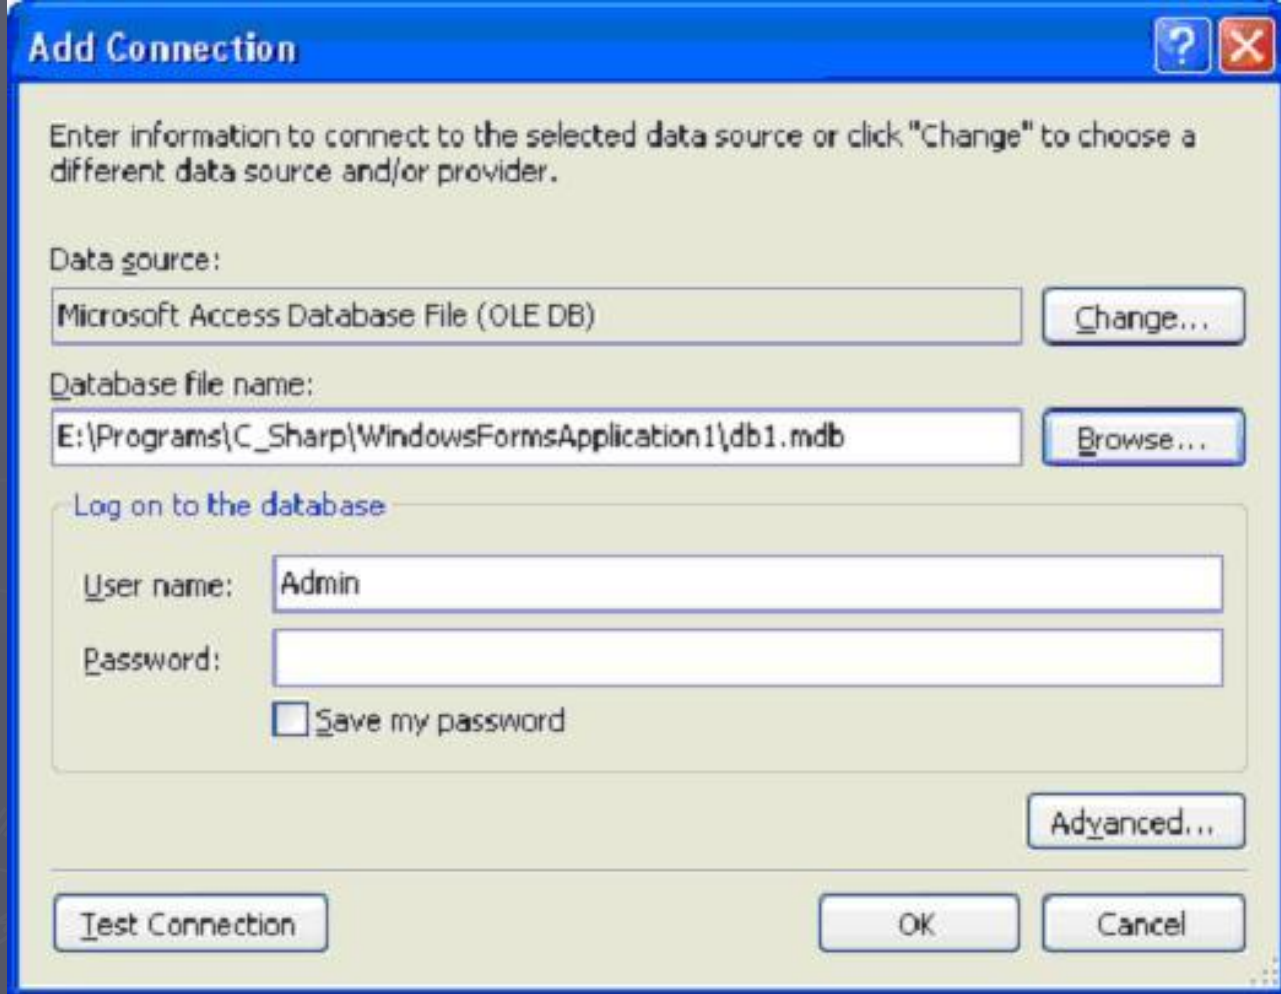 Add Connection
?
Enter information to connect to the selected data source or click "Change" to choose a
different data source and/or provider.
Data source:
Microsoft Access Database File (OLE DB)
Change...
Database file name:
E:\Programs\C_Sharp\WindowsFormsApplication1\db1.mdb
Browse...
Log on to the database
User name:
Admin
Password:
Save my password
Advanced...
Test Connection
OK
Cancel